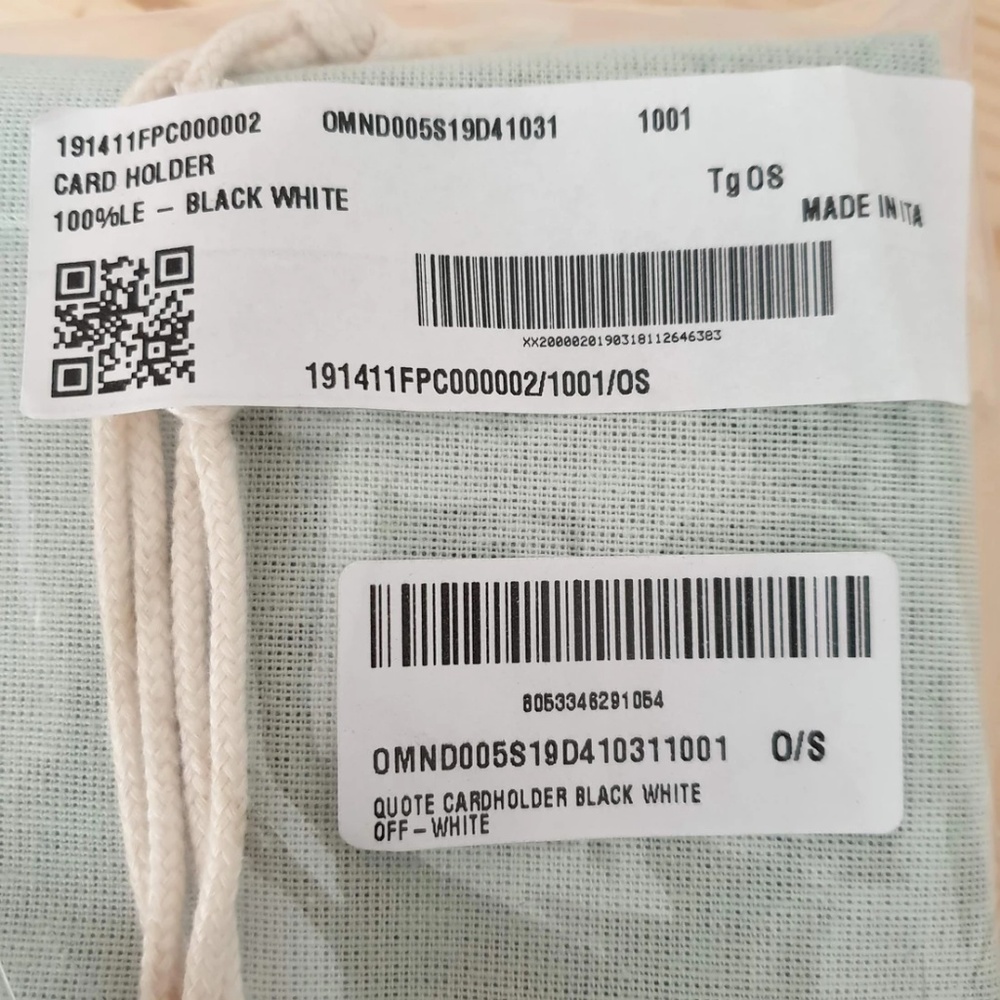 191411FPC000002 OMND005S19D41031 1001
CARD HOLDER
100%LE – BLACK WHITE
Tg OS
MADE IN ITA
XX2000020190318112646383
191411FPC000002/1001/OS
8053346291054
OMND005S19D410311001 O/S
QUOTE CARDHOLDER BLACK WHITE
OFF-WHITE